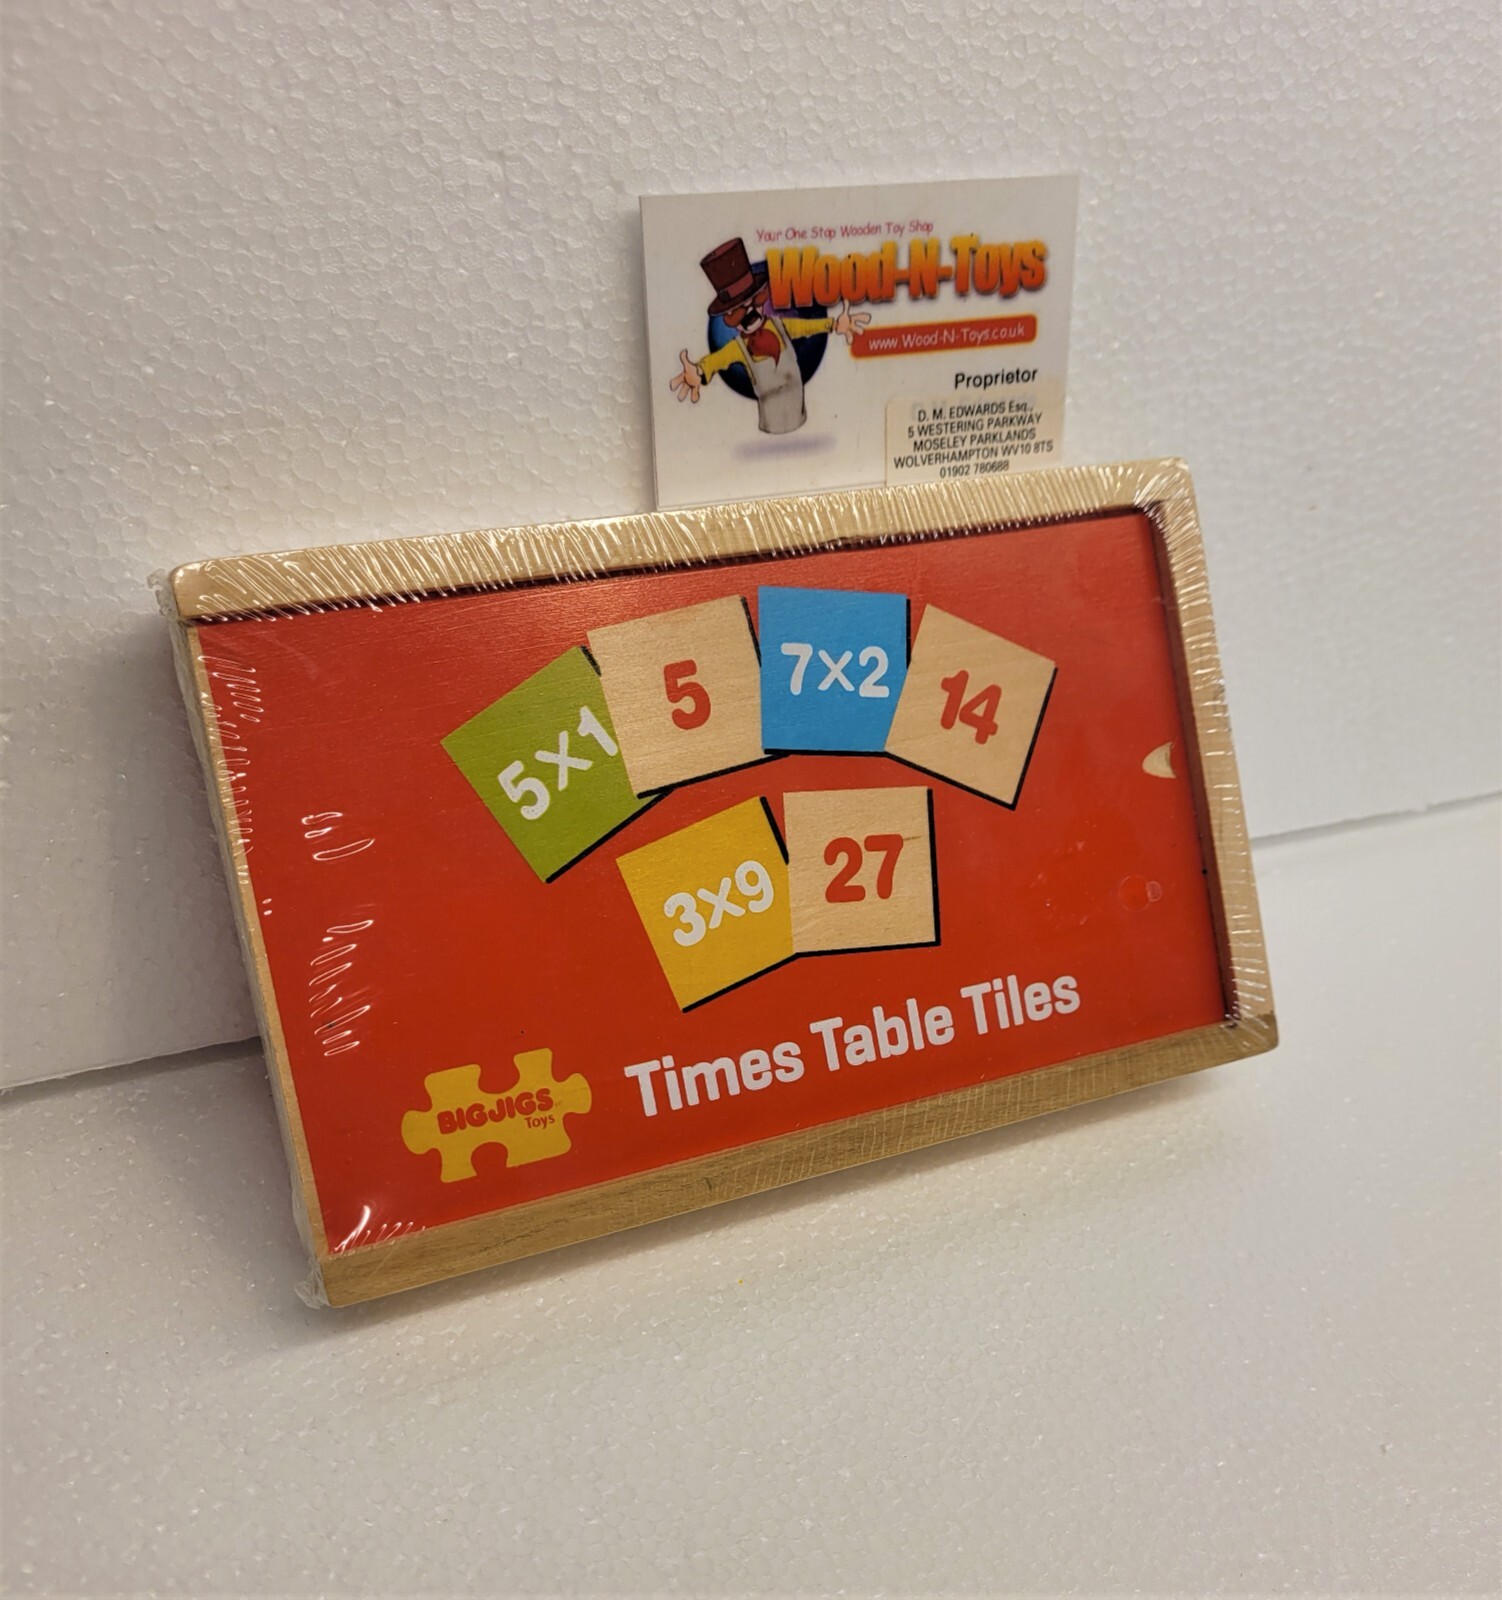 Your One Stop Wooden Toy Shop
Wood-N-Toys
www.Wood-N-Toys.co.uk
Proprietor
D. M. EDWARDS Esq.,
5 WESTERING PARKWAY
MOSELEY PARKLANDS
WOLVERHAMPTON WV10 8TS
01902 780688
5x1
5
7x2
14
3x9
27
Times Table Tiles
BIGJIGS
Toys